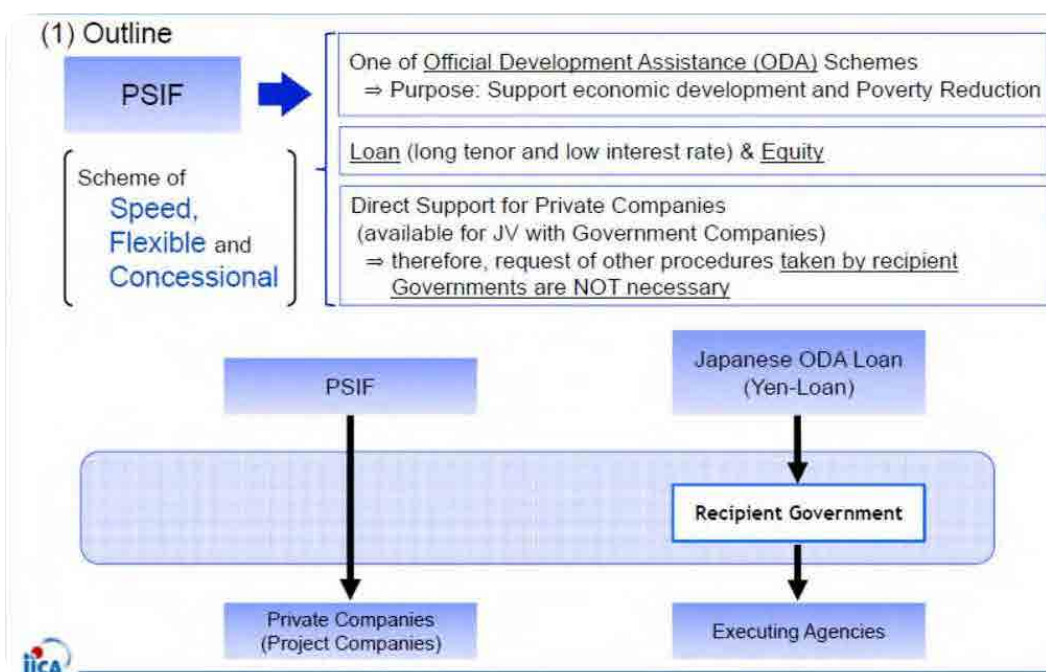 (1) Outline
PSIF
Scheme of
Speed,
Flexible and
Concessional
One of Official Development Assistance (ODA) Schemes
⇒ Purpose: Support economic development and Poverty Reduction
Loan (long tenor and low interest rate) & Equity
Direct Support for Private Companies
(available for JV with Government Companies)
⇒ therefore, request of other procedures taken by recipient
Governments are NOT necessary
PSIF
Japanese ODA Loan
(Yen-Loan)
Recipient Government
Private Companies
(Project Companies)
Executing Agencies
jica